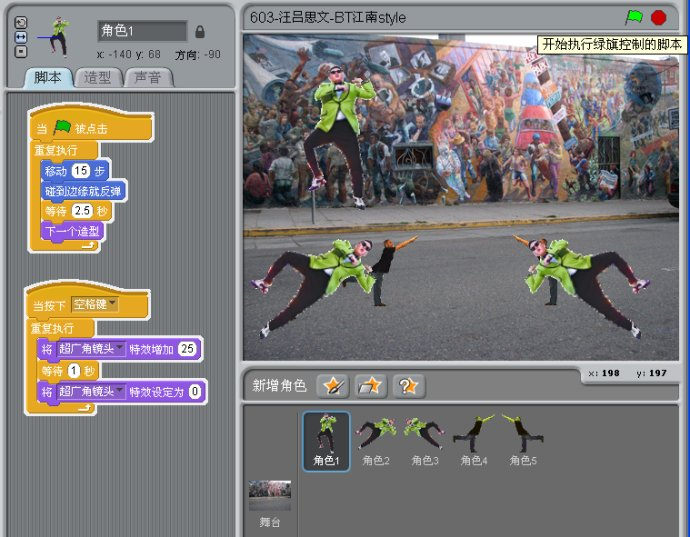 角色1
x: -140 y: 68 方向: -90
脚本 造型 声音
当 被点击
重复执行
移动 15 步
碰到边缘就反弹
等待 2.5 秒
下一个造型
当按下 空格键
重复执行
将 超广角镜头 特效增加 25
等待 1 秒
将 超广角镜头 特效设定为 0
603-汪吕思文-BT江南style
开始执行绿旗控制的脚本
x: 198 y: 197
新增角色
角色1 角色2 角色3 角色4 角色5
舞台